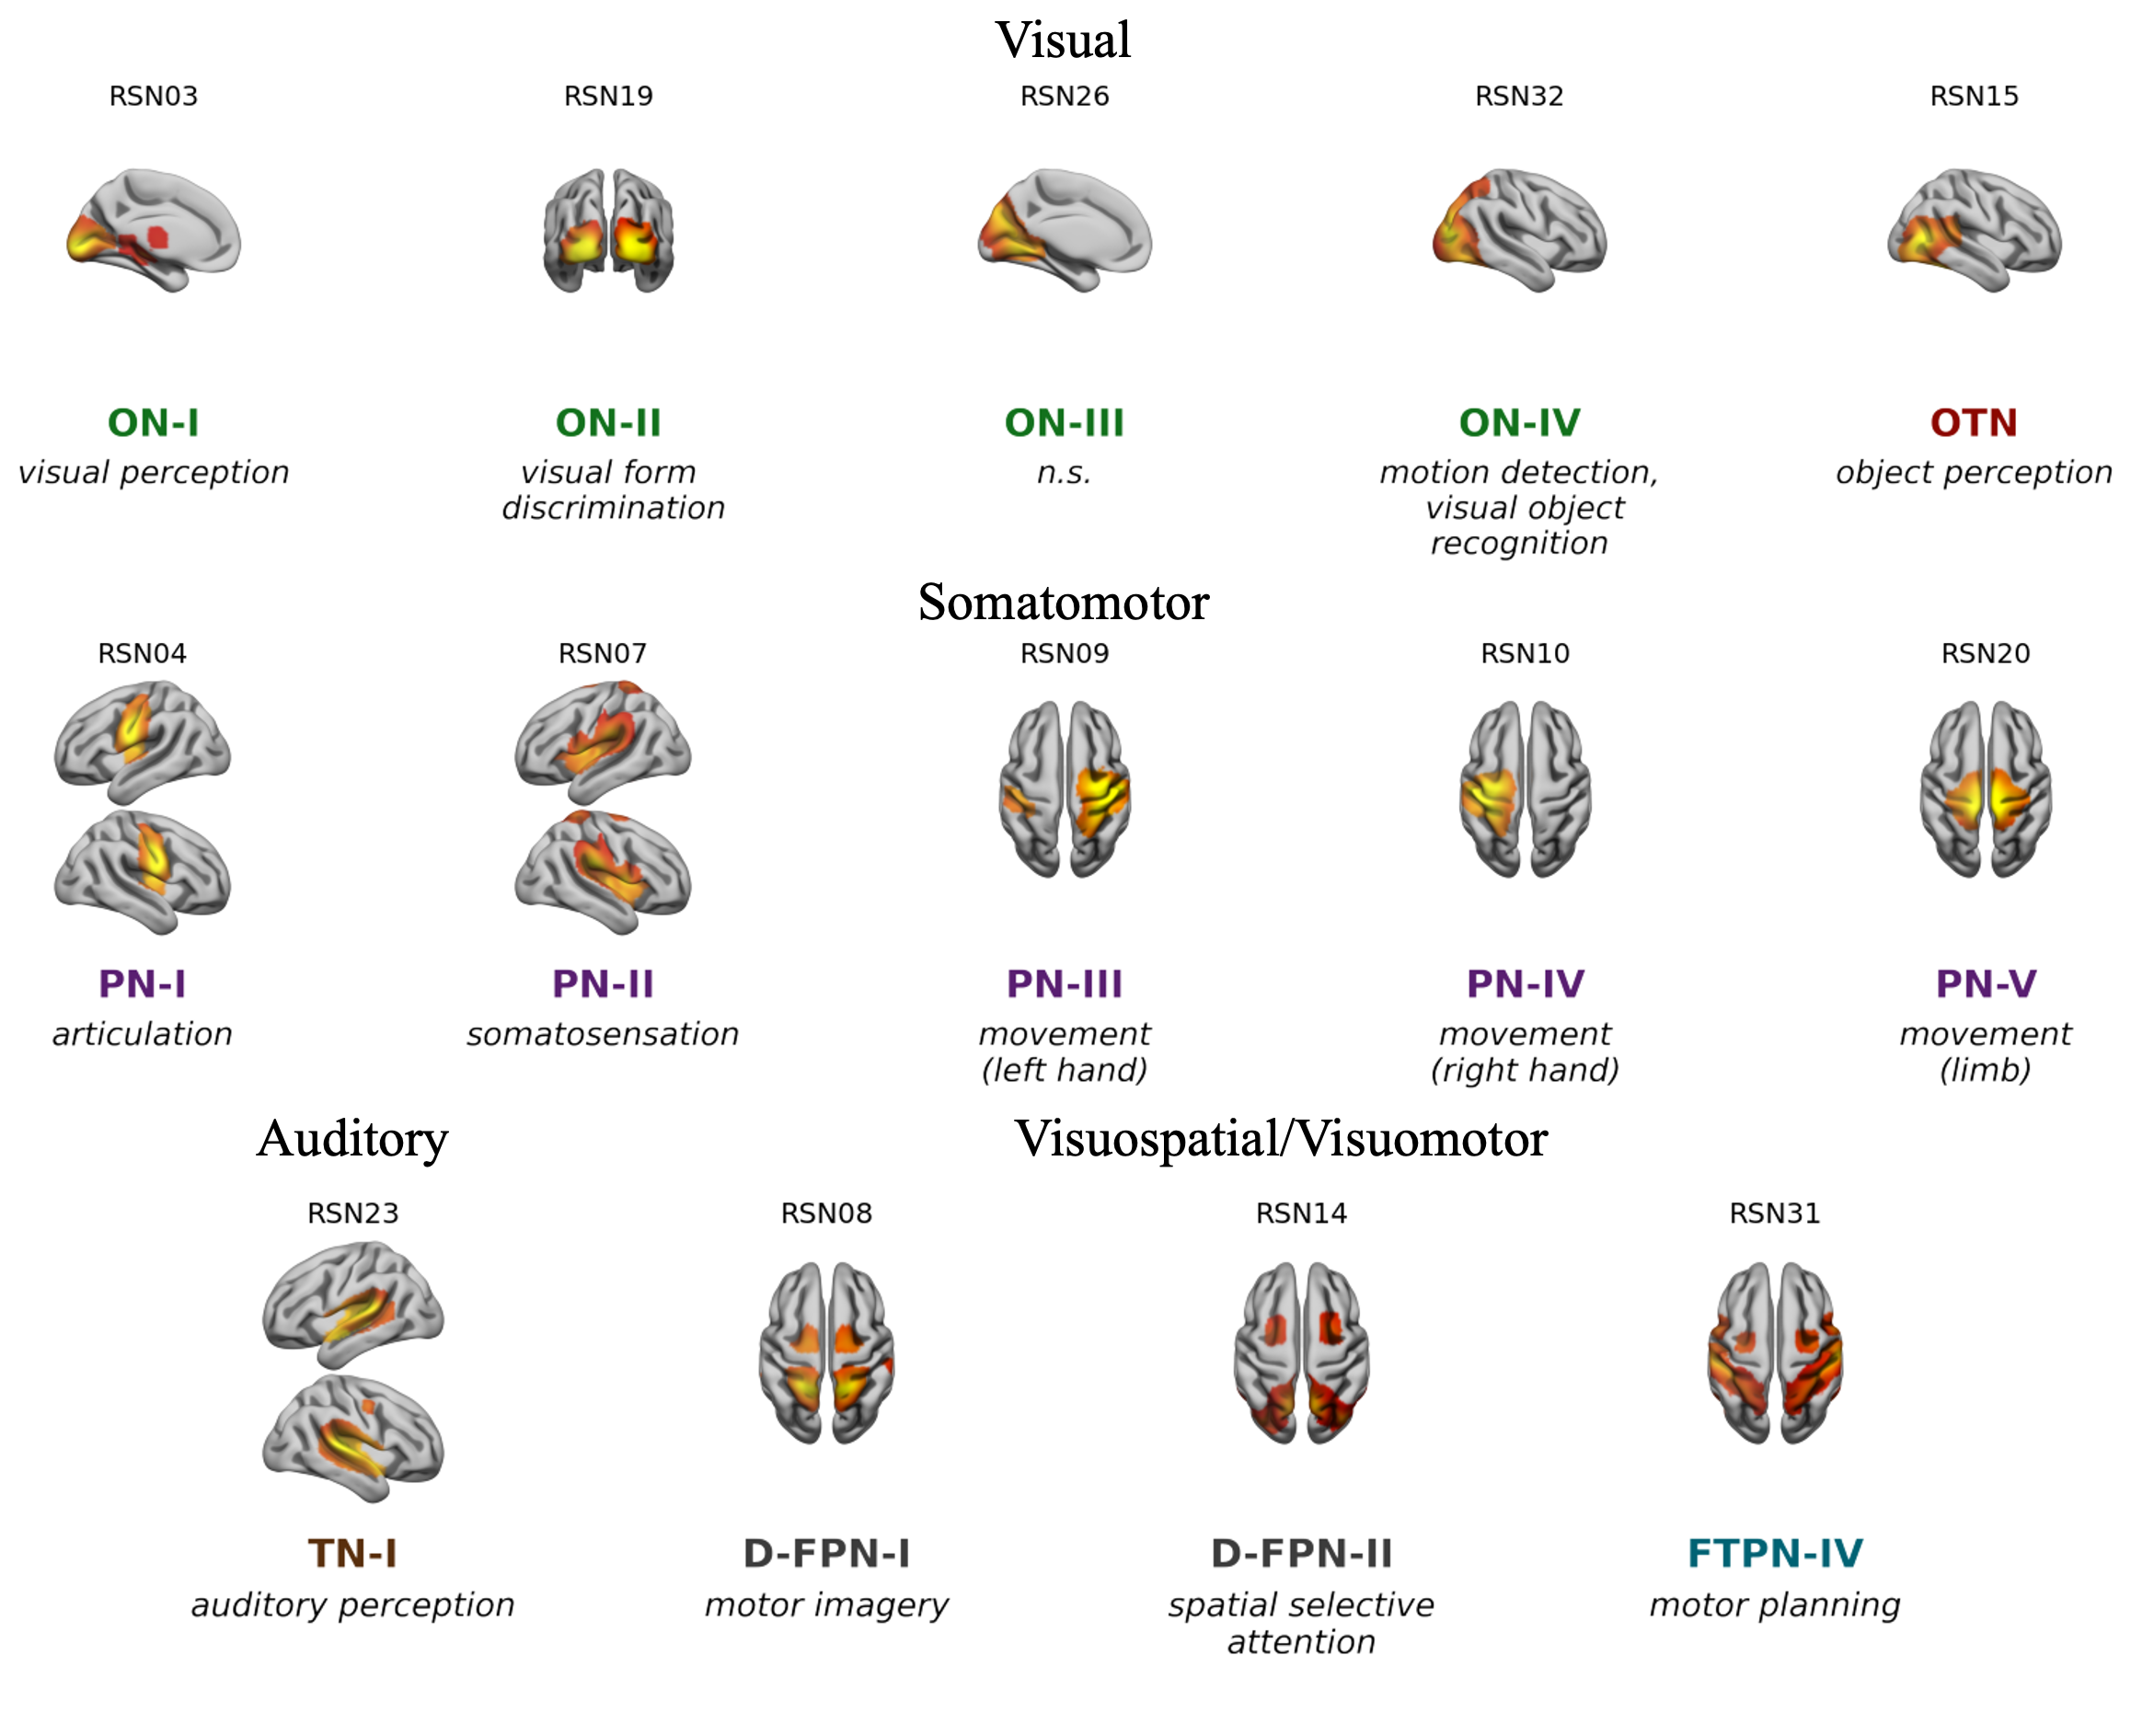 Visual
RSN03 RSN19 RSN26 RSN32 RSN15
ON-I ON-II ON-III ON-IV OTN
visual perception visual form n.s. motion detection, object perception
discrimination visual object
recognition
Somatomotor
RSN04 RSN07 RSN09 RSN10 RSN20
PN-I PN-II PN-III PN-IV PN-V
articulation somatosensation movement movement movement
(left hand) (right hand) (limb)
Auditory Visuospatial/Visuomotor
RSN23 RSN08 RSN14 RSN31
TN-I D-FPN-I D-FPN-II FTPN-IV
auditory perception motor imagery spatial selective motor planning
attention